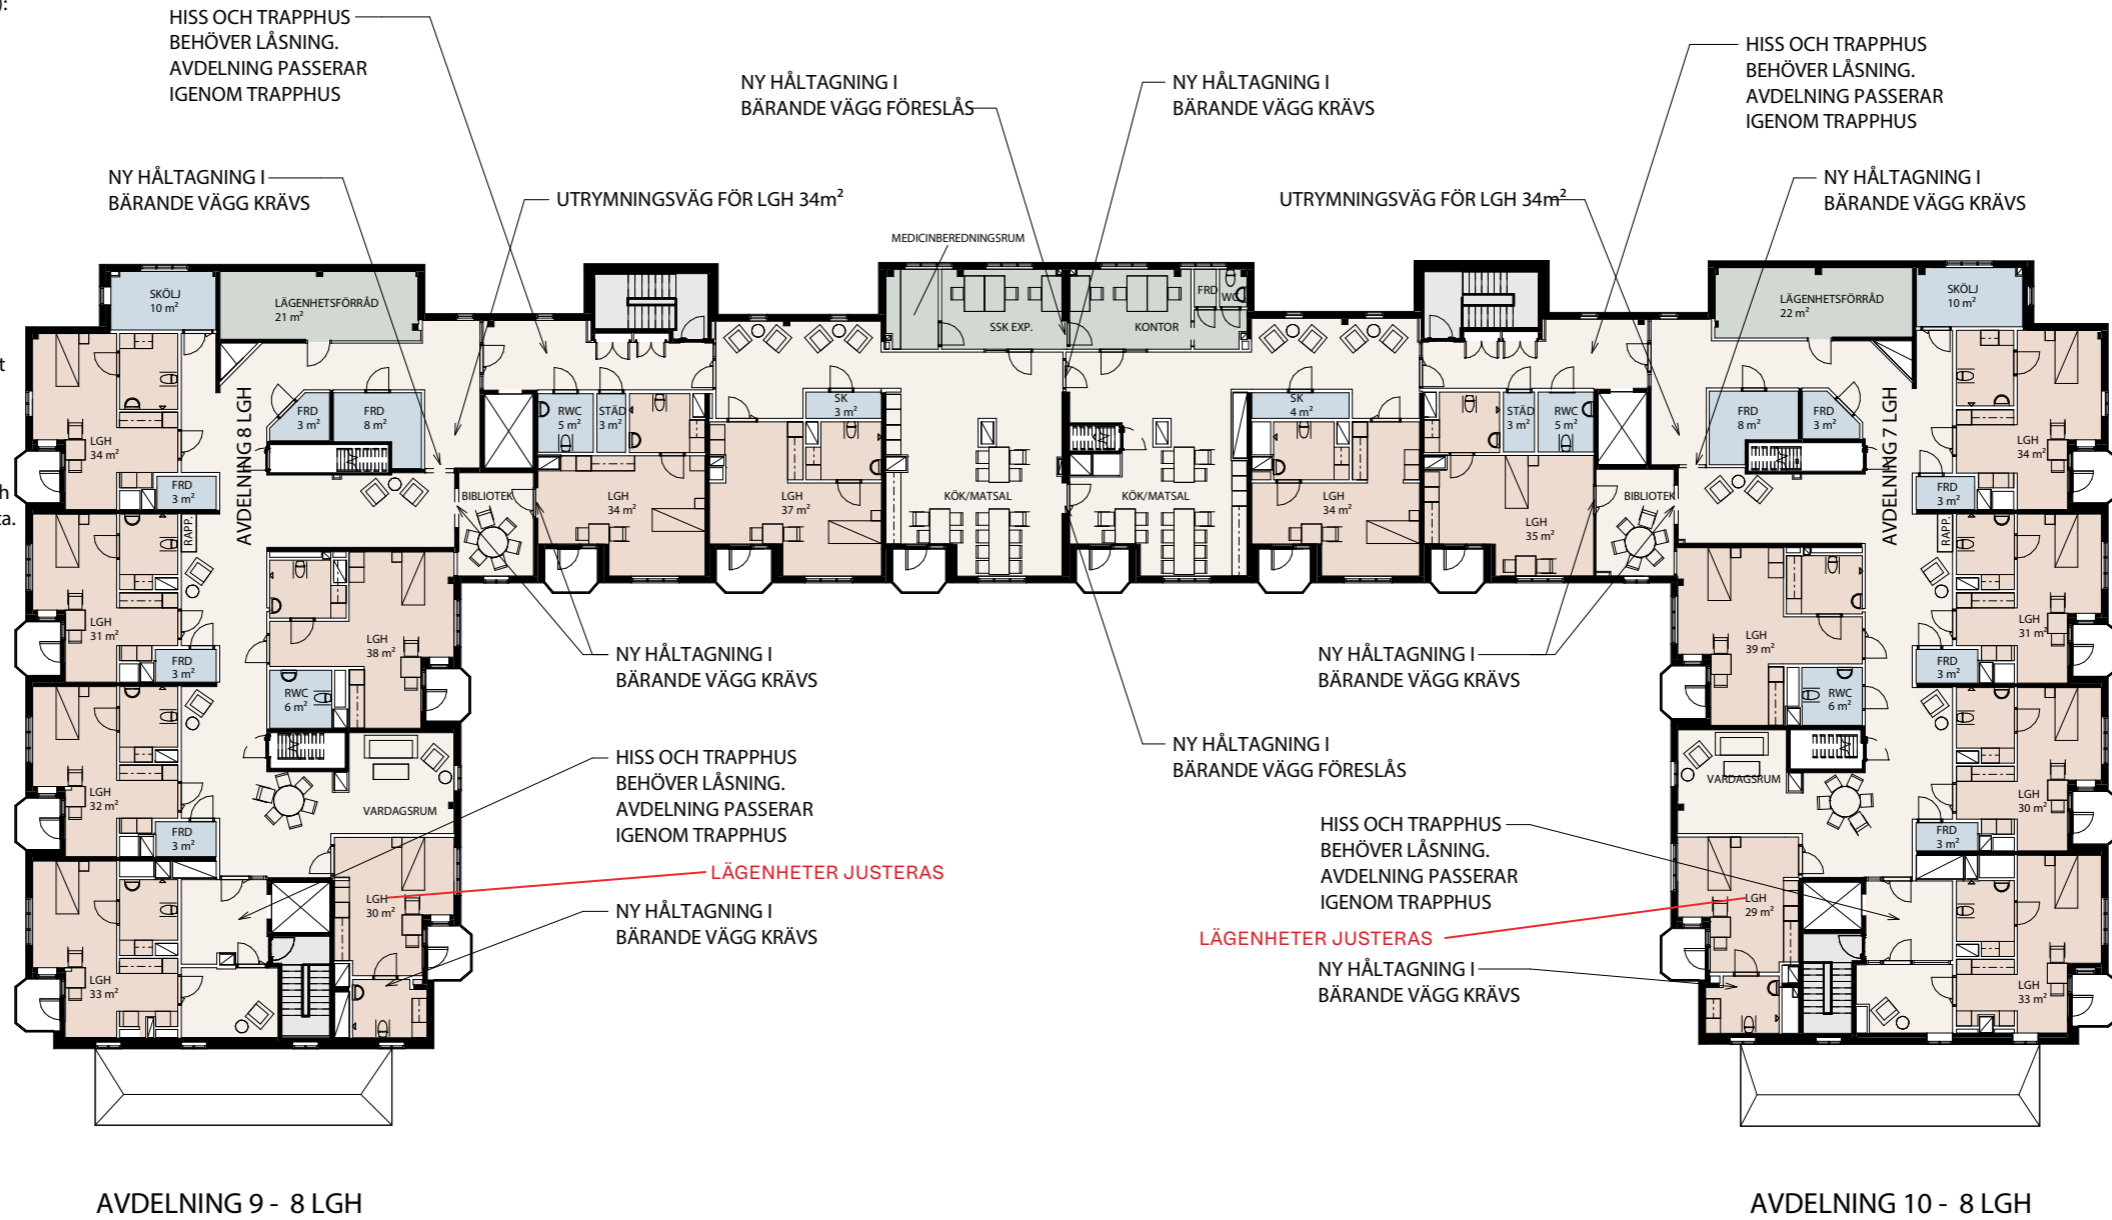 ):
HISS OCH TRAPPHUS
BEHÖVER LÅSNING.
AVDELNING PASSERAR
IGENOM TRAPPHUS
NY HÅLTAGNING I
BÄRANDE VÄGG FÖRESLÅS
NY HÅLTAGNING I
BÄRANDE VÄGG KRÄVS
HISS OCH TRAPPHUS
BEHÖVER LÅSNING.
AVDELNING PASSERAR
IGENOM TRAPPHUS
NY HÅLTAGNING I
BÄRANDE VÄGG KRÄVS
UTRYMNINGSVÄG FÖR LGH 34m²
UTRYMNINGSVÄG FÖR LGH 34m²
NY HÅLTAGNING I
BÄRANDE VÄGG KRÄVS
MEDICINBEREDNINGSRUM
SKÖLJ
10 m²
LÄGENHETSFÖRRÅD
21 m²
SSK EXP.
KONTOR
FRD
WC
LÄGENHETSFÖRRÅD
22 m²
SKÖLJ
10 m²
t
h
ta.
AVDELNING 8 LGH
FRD
3 m²
FRD
8 m²
RWC
5 m²
STÄD
3 m²
SK
3 m²
SK
4 m²
STÄD
3 m²
RWC
5 m²
FRD
8 m²
FRD
3 m²
AVDELNING 7 LGH
LGH
34 m²
FRD
3 m²
RAPP.
BIBLIOTEK
LGH
34 m²
LGH
37 m²
KÖK/MATSAL
KÖK/MATSAL
LGH
34 m²
LGH
35 m²
BIBLIOTEK
LGH
34 m²
FRD
3 m²
RAPP.
LGH
31 m²
FRD
3 m²
LGH
38 m²
RWC
6 m²
NY HÅLTAGNING I
BÄRANDE VÄGG KRÄVS
NY HÅLTAGNING I
BÄRANDE VÄGG KRÄVS
LGH
39 m²
RWC
6 m²
LGH
31 m²
FRD
3 m²
NY HÅLTAGNING I
BÄRANDE VÄGG FÖRESLÅS
LGH
32 m²
FRD
3 m²
VARDAGSRUM
HISS OCH TRAPPHUS
BEHÖVER LÅSNING.
AVDELNING PASSERAR
IGENOM TRAPPHUS
VARDAGSRUM
LGH
30 m²
FRD
3 m²
HISS OCH TRAPPHUS
BEHÖVER LÅSNING.
AVDELNING PASSERAR
IGENOM TRAPPHUS
LÄGENHETER JUSTERAS
LGH
30 m²
NY HÅLTAGNING I
BÄRANDE VÄGG KRÄVS
LGH
29 m²
LÄGENHETER JUSTERAS
NY HÅLTAGNING I
BÄRANDE VÄGG KRÄVS
LGH
33 m²
LGH
33 m²
AVDELNING 9 - 8 LGH
AVDELNING 10 - 8 LGH